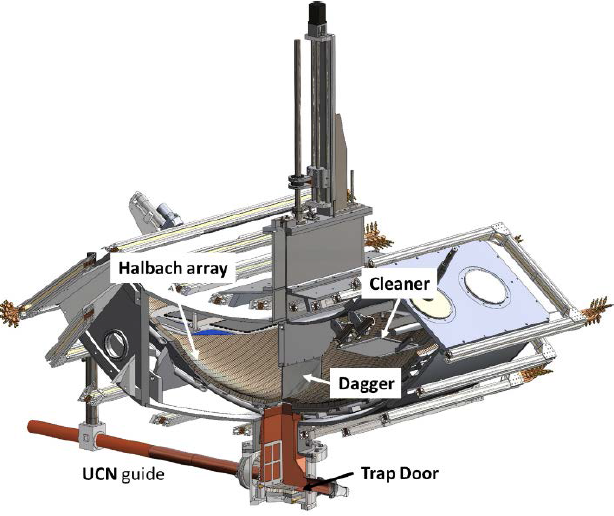 Halbach array
Cleaner
Dagger
UCN guide
Trap Door